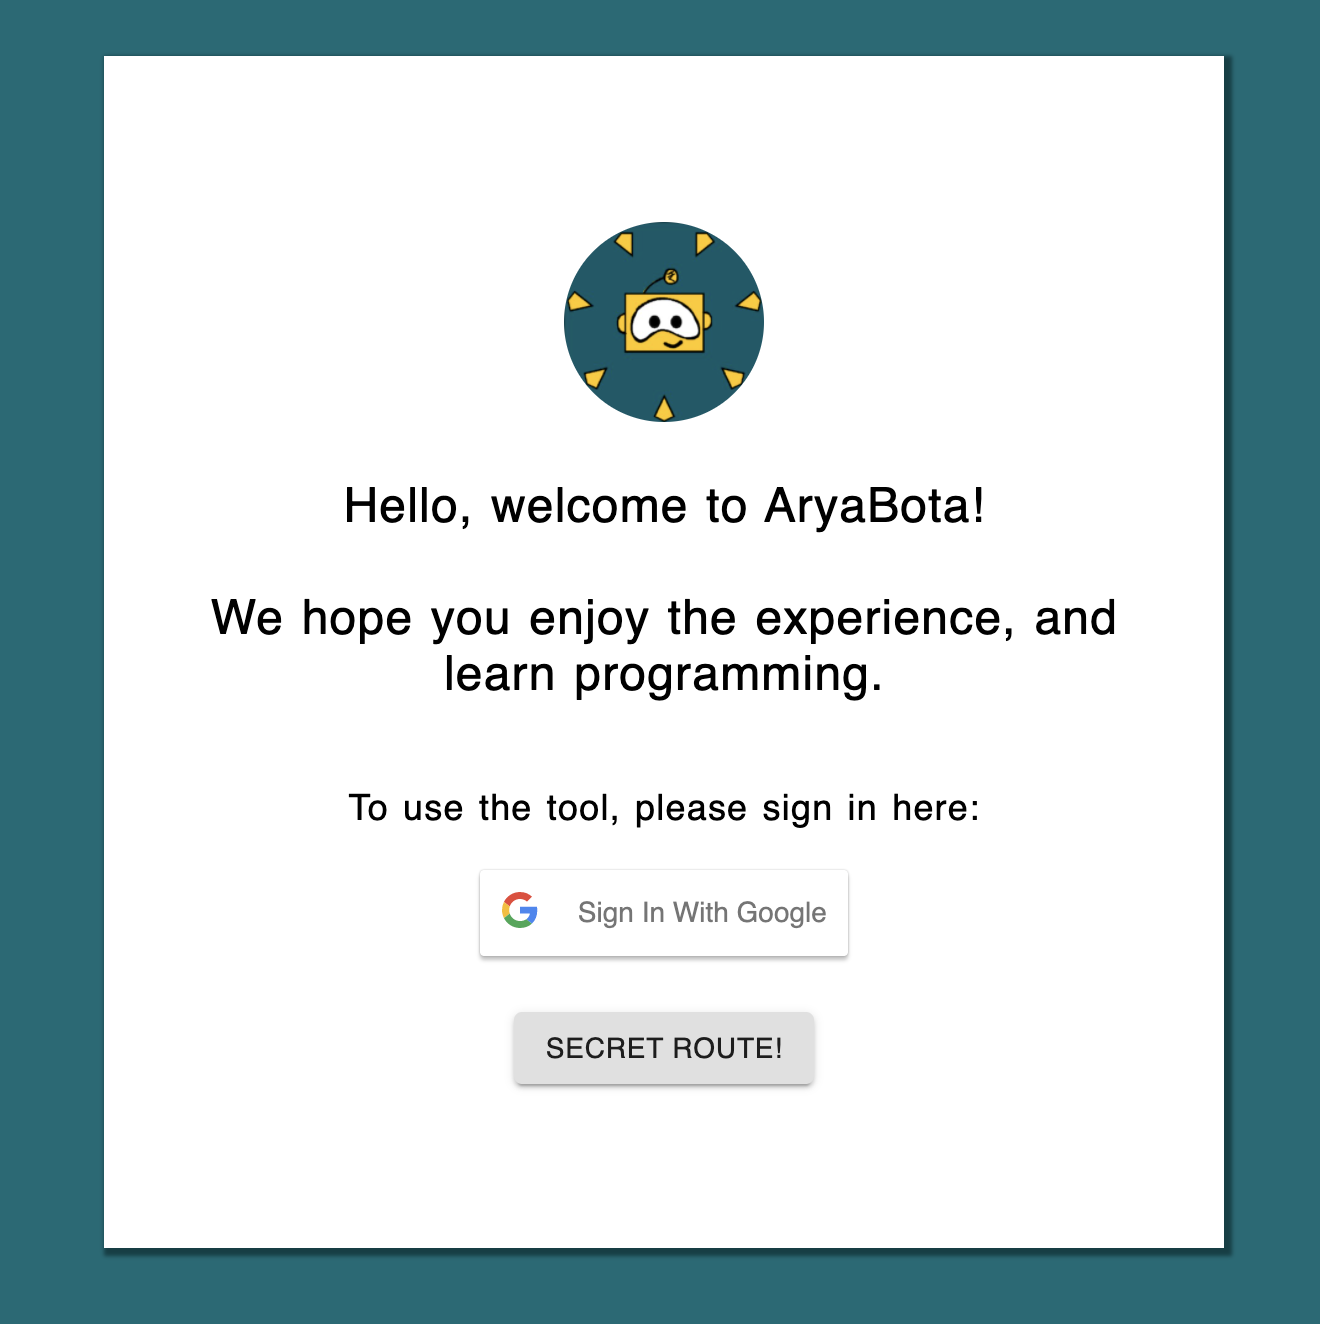 Hello, welcome to AryaBota!
We hope you enjoy the experience, and
learn programming.
To use the tool, please sign in here:
Sign In With Google
SECRET ROUTE!